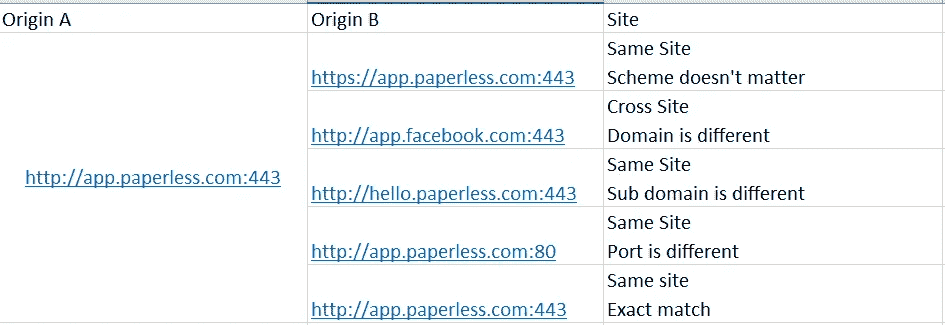 Origin A
Origin B
Site
http://app.paperless.com:443
https://app.paperless.com:443
Same Site
Scheme doesn't matter
http://app.facebook.com:443
Cross Site
Domain is different
http://hello.paperless.com:443
Same Site
Sub domain is different
http://app.paperless.com:80
Same Site
Port is different
http://app.paperless.com:443
Same site
Exact match